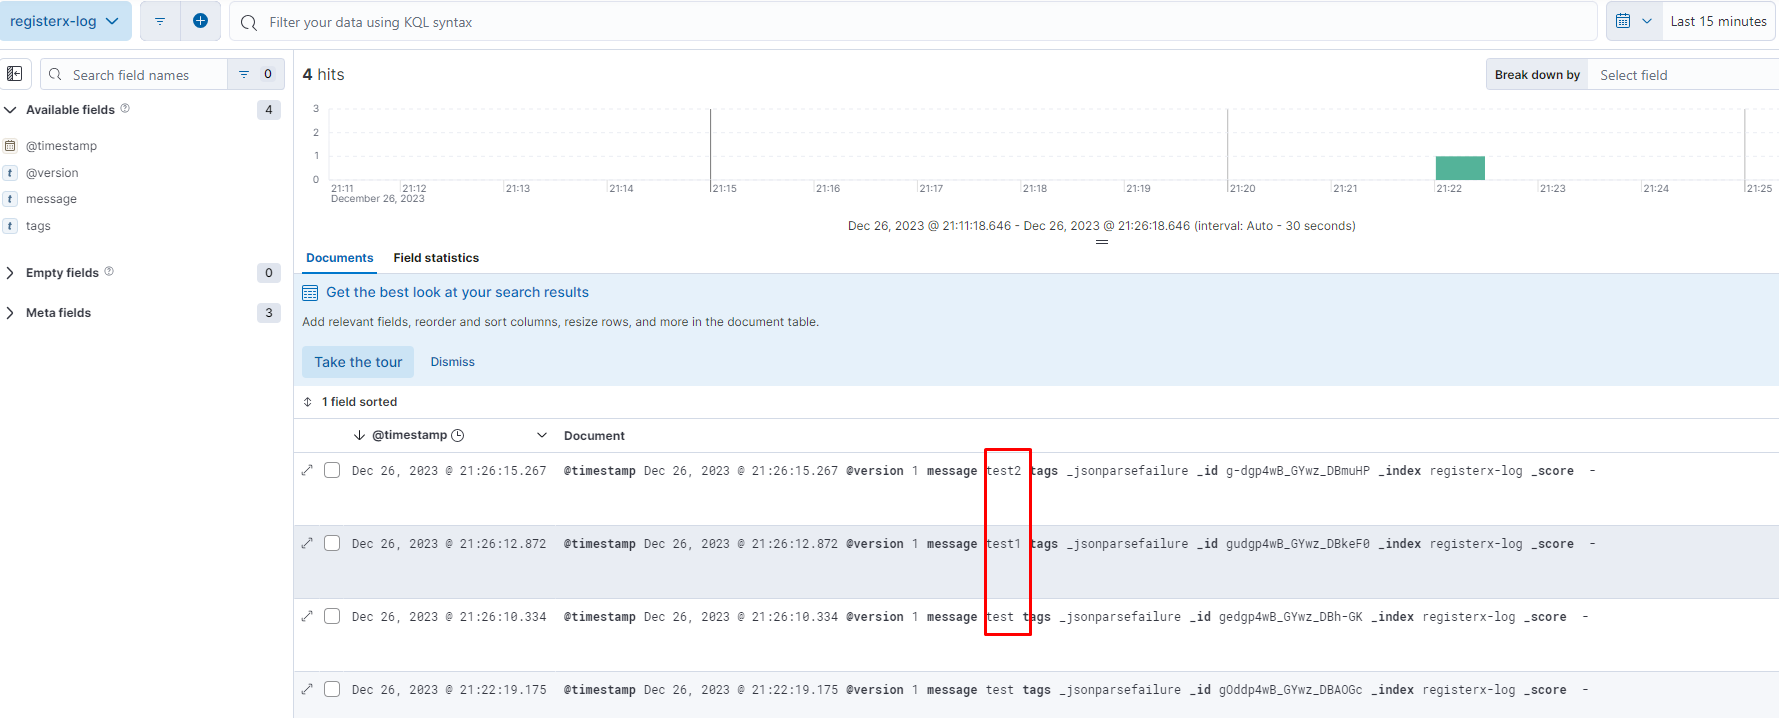 registerx-log
Filter your data using KQL syntax
Last 15 minutes
Search field names
0
4 hits
Break down by
Select field
Available fields
4
@timestamp
t @version
t message
t tags
Empty fields
0
Meta fields
3
3
2
1
0
21:11 21:12 21:13 21:14 21:15 21:16 21:17 21:18 21:19 21:20 21:21 21:22 21:23 21:24 21:25
December 26, 2023
Dec 26, 2023 @ 21:11:18.646 - Dec 26, 2023 @ 21:26:18.646 (interval: Auto - 30 seconds)
Documents Field statistics
Get the best look at your search results
Add relevant fields, reorder and sort columns, resize rows, and more in the document table.
Take the tour Dismiss
1 field sorted
@timestamp Document
Dec 26, 2023 @ 21:26:15.267 @timestamp Dec 26, 2023 @ 21:26:15.267 @version 1 message test2 tags _jsonparsefailure _id g-dgp4wB_GYwz_DBmuHP _index registerx-log _score -
Dec 26, 2023 @ 21:26:12.872 @timestamp Dec 26, 2023 @ 21:26:12.872 @version 1 message test1 tags _jsonparsefailure _id gudgp4wB_GYwz_DBkeF0 _index registerx-log _score -
Dec 26, 2023 @ 21:26:10.334 @timestamp Dec 26, 2023 @ 21:26:10.334 @version 1 message test tags _jsonparsefailure _id gedgp4wB_GYwz_DBh-GK _index registerx-log _score -
Dec 26, 2023 @ 21:22:19.175 @timestamp Dec 26, 2023 @ 21:22:19.175 @version 1 message test tags _jsonparsefailure _id gOddp4wB_GYwz_DBAOGc _index registerx-log _score -